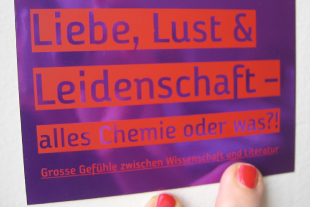 Liebe, Lust &
Leidenschaft –
alles Chemie oder was?!
Grosse Gefühle zwischen Wissenschaft und Literatur